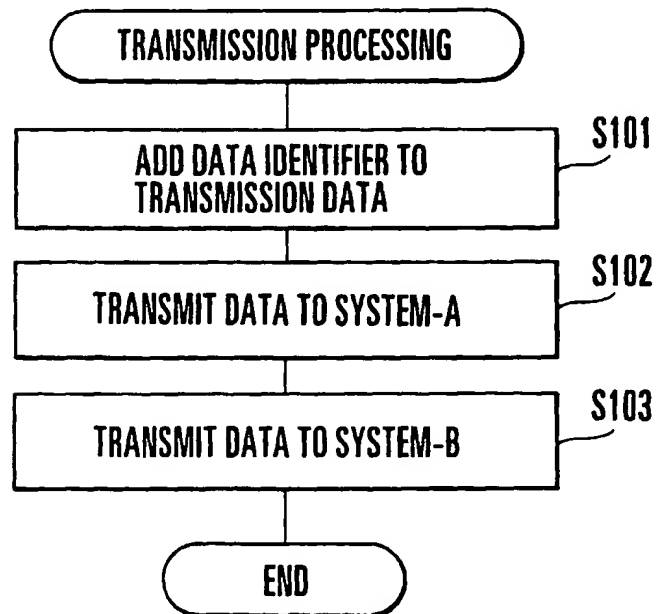 TRANSMISSION PROCESSING
S101
ADD DATA IDENTIFIER TO
TRANSMISSION DATA
S102
TRANSMIT DATA TO SYSTEM-A
S103
TRANSMIT DATA TO SYSTEM-B
END